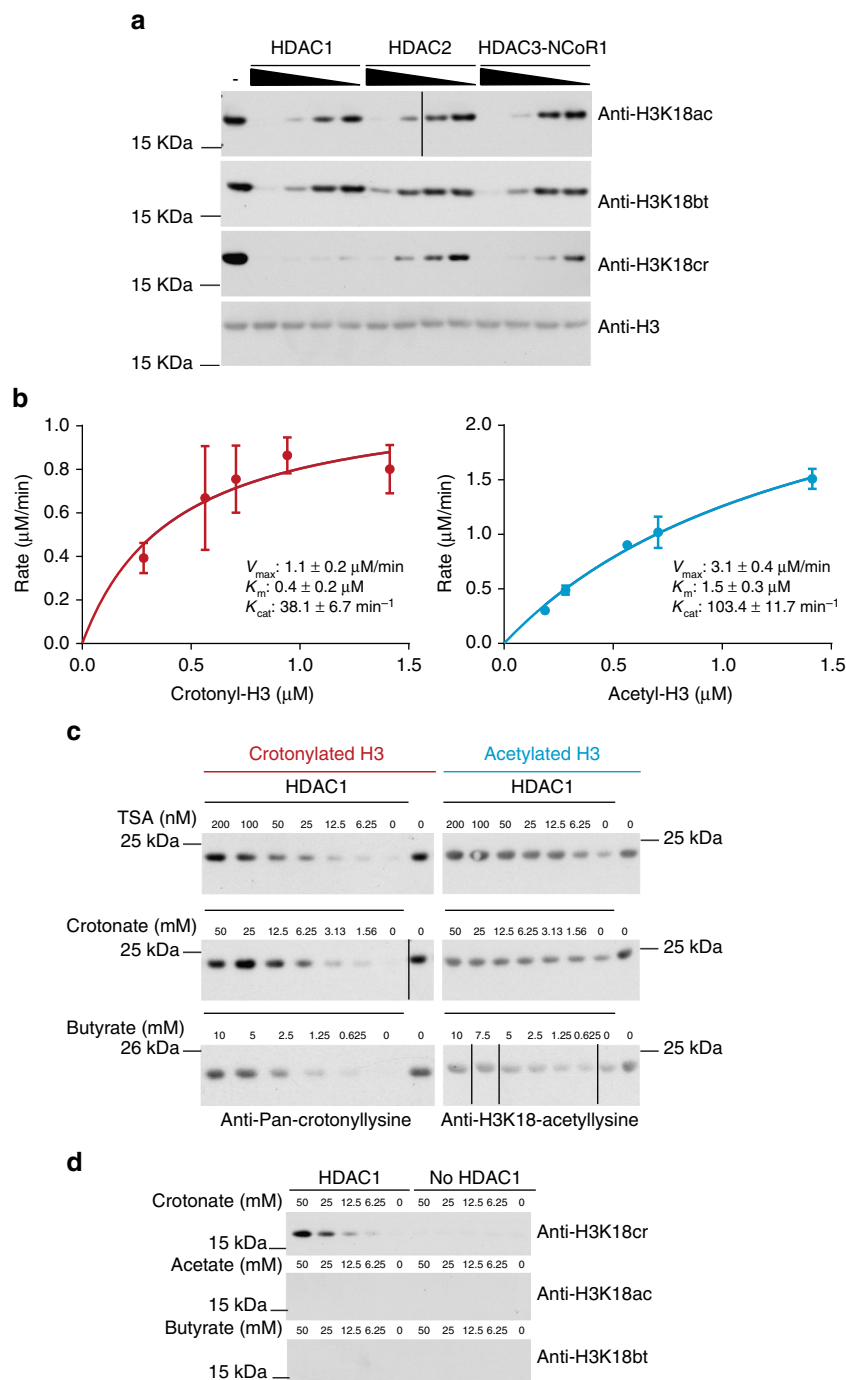 a
HDAC1 HDAC2 HDAC3-NCoR1
-
Anti-H3K18ac
15 KDa
Anti-H3K18bt
15 KDa
Anti-H3K18cr
15 KDa
Anti-H3
15 KDa
b
1.0
0.8
0.6
0.4
0.2
0.0
Rate (µM/min)
Vmax: 1.1 ± 0.2 µM/min
Km: 0.4 ± 0.2 µM
Kcat: 38.1 ± 6.7 min−1
0.0 0.5 1.0 1.5
Crotonyl-H3 (µM)
2.0
1.5
1.0
0.5
0.0
Rate (µM/min)
Vmax: 3.1 ± 0.4 µM/min
Km: 1.5 ± 0.3 µM
Kcat: 103.4 ± 11.7 min−1
0.0 0.5 1.0 1.5
Acetyl-H3 (µM)
c
Crotonylated H3 Acetylated H3
HDAC1 HDAC1
TSA (nM) 200 100 50 25 12.5 6.25 0 0 200 100 50 25 12.5 6.25 0 0
25 kDa 25 kDa
Crotonate (mM) 50 25 12.5 6.25 3.13 1.56 0 0 50 25 12.5 6.25 3.13 1.56 0 0
25 kDa 25 kDa
Butyrate (mM) 10 5 2.5 1.25 0.625 0 0 10 7.5 5 2.5 1.25 0.625 0 0
26 kDa 25 kDa
Anti-Pan-crotonyllysine Anti-H3K18-acetyllysine
d
HDAC1 No HDAC1
Crotonate (mM) 50 25 12.5 6.25 0 50 25 12.5 6.25 0
Anti-H3K18cr
15 kDa
Acetate (mM) 50 25 12.5 6.25 0 50 25 12.5 6.25 0
Anti-H3K18ac
15 kDa
Butyrate (mM) 50 25 12.5 6.25 0 50 25 12.5 6.25 0
Anti-H3K18bt
15 kDa